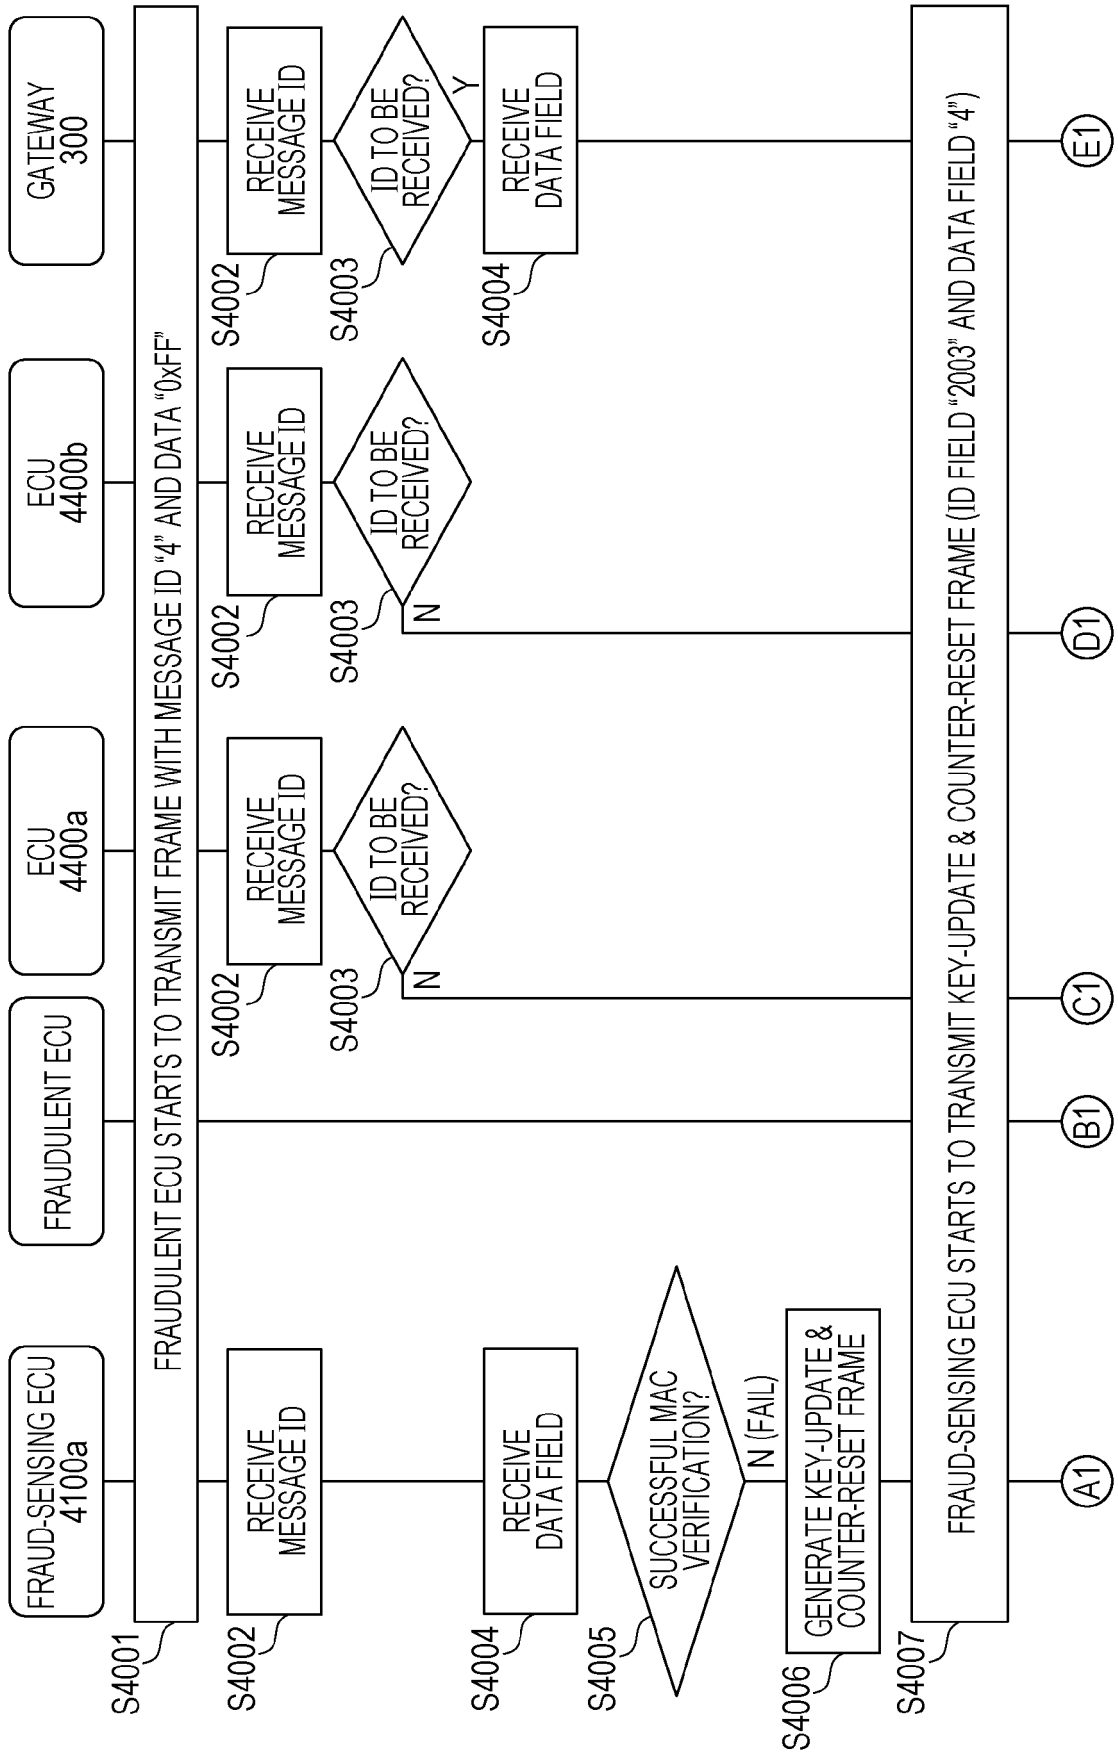 FRAUD-SENSING ECU
4100a
FRAUDULENT ECU
ECU
4400a
ECU
4400b
GATEWAY
300
S4001
FRAUDULENT ECU STARTS TO TRANSMIT FRAME WITH MESSAGE ID “4” AND DATA “0xFF”
S4002
RECEIVE
MESSAGE ID
S4002
RECEIVE
MESSAGE ID
S4002
RECEIVE
MESSAGE ID
S4002
RECEIVE
MESSAGE ID
S4003
ID TO BE
RECEIVED?
N
S4003
ID TO BE
RECEIVED?
N
S4003
ID TO BE
RECEIVED?
Y
S4004
RECEIVE
DATA FIELD
S4004
RECEIVE
DATA FIELD
S4005
SUCCESSFUL MAC
VERIFICATION?
N (FAIL)
S4006
GENERATE KEY-UPDATE &
COUNTER-RESET FRAME
S4007
FRAUD-SENSING ECU STARTS TO TRANSMIT KEY-UPDATE & COUNTER-RESET FRAME (ID FIELD “2003” AND DATA FIELD “4”)
A1
B1
C1
D1
E1